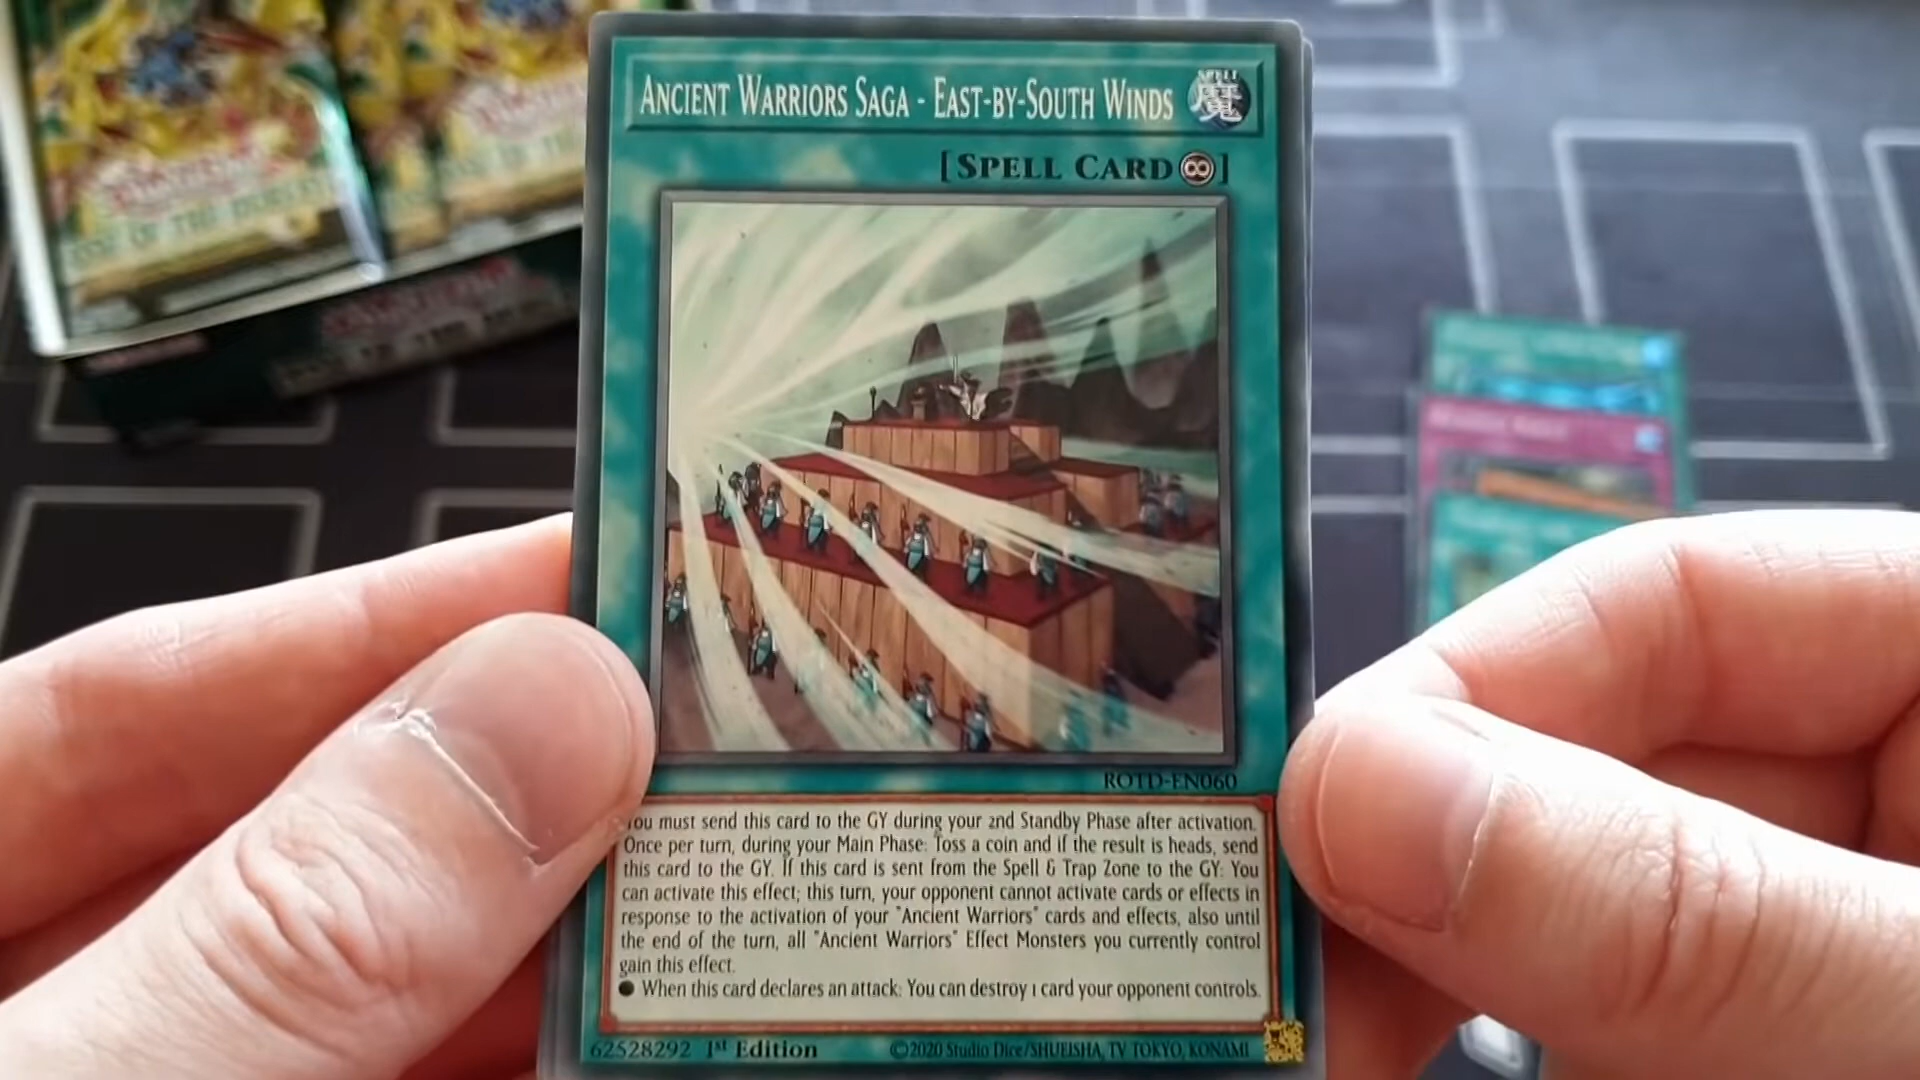 ANCIENT WARRIORS SAGA - EAST-BY-SOUTH WINDS
SPELL
魔
[SPELL CARD ]
ROTD-EN060
You must send this card to the GY during your 2nd Standby Phase after activation.
Once per turn, during your Main Phase: Toss a coin and if the result is heads, send
this card to the GY. If this card is sent from the Spell & Trap Zone to the GY: You
can activate this effect; this turn, your opponent cannot activate cards or effects in
response to the activation of your "Ancient Warriors" cards and effects, also until
the end of the turn, all "Ancient Warriors" Effect Monsters you currently control
gain this effect.
● When this card declares an attack: You can destroy 1 card your opponent controls.
62528292 1st Edition ©2020 Studio Dice/SHUEISHA, TV TOKYO, KONAMI